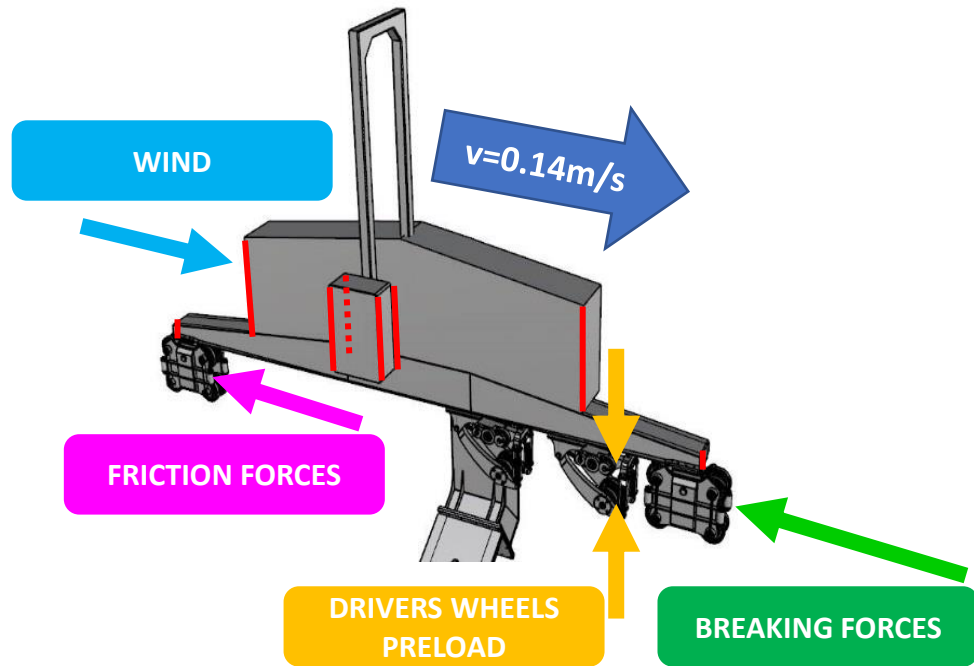 WIND
v=0.14m/s
FRICTION FORCES
DRIVERS WHEELS
PRELOAD
BREAKING FORCES